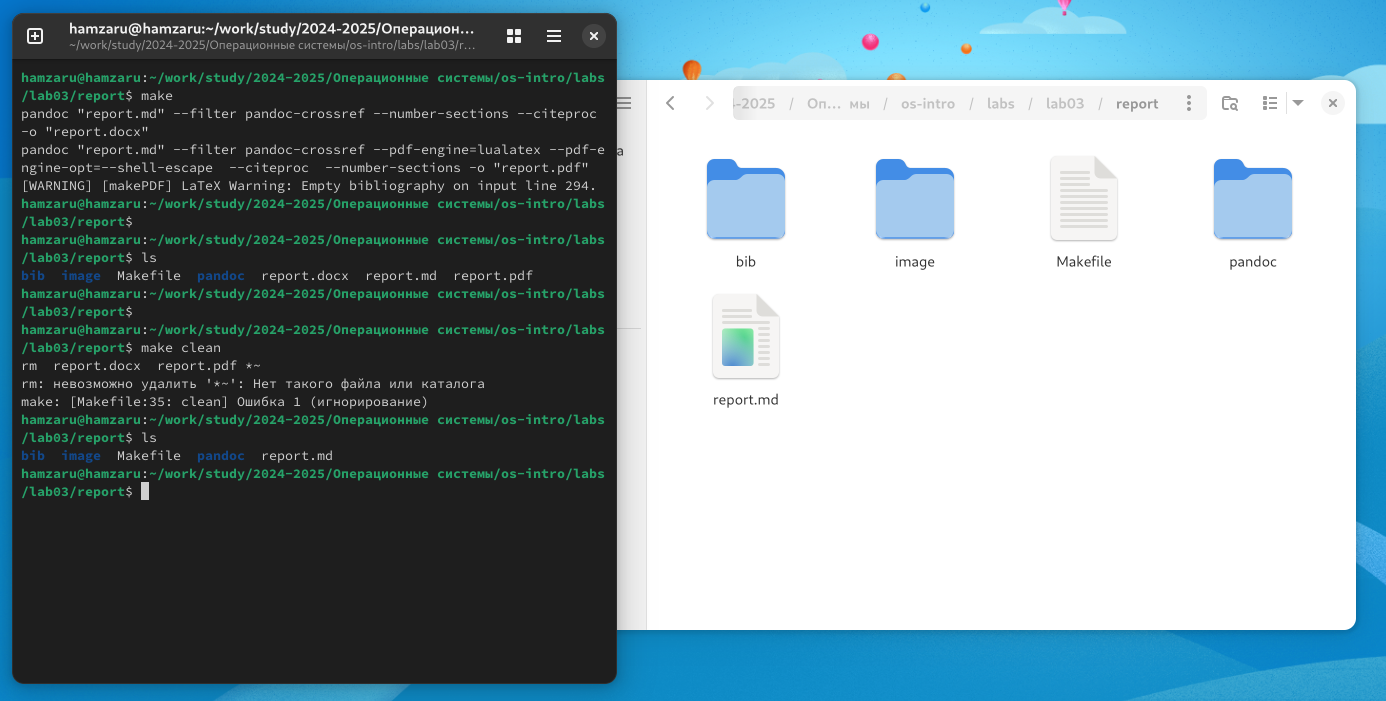 hamzaru@hamzaru:~/work/study/2024-2025/Операцион...
~/work/study/2024-2025/Операционные системы/os-intro/labs/lab03/r...
hamzaru@hamzaru:~/work/study/2024-2025/Операционные системы/os-intro/labs
/lab03/report$ make
pandoc "report.md" --filter pandoc-crossref --number-sections --citeproc
-o "report.docx"
pandoc "report.md" --filter pandoc-crossref --pdf-engine=lualatex --pdf-e
ngine-opt=--shell-escape  --citeproc  --number-sections -o "report.pdf"
[WARNING] [makePDF] LaTeX Warning: Empty bibliography on input line 294.
hamzaru@hamzaru:~/work/study/2024-2025/Операционные системы/os-intro/labs
/lab03/report$
hamzaru@hamzaru:~/work/study/2024-2025/Операционные системы/os-intro/labs
/lab03/report$ ls
bib  image  Makefile  pandoc  report.docx  report.md  report.pdf
hamzaru@hamzaru:~/work/study/2024-2025/Операционные системы/os-intro/labs
/lab03/report$
hamzaru@hamzaru:~/work/study/2024-2025/Операционные системы/os-intro/labs
/lab03/report$ make clean
rm  report.docx  report.pdf *~
rm: невозможно удалить '*~': Нет такого файла или каталога
make: [Makefile:35: clean] Ошибка 1 (игнорирование)
hamzaru@hamzaru:~/work/study/2024-2025/Операционные системы/os-intro/labs
/lab03/report$ ls
bib  image  Makefile  pandoc  report.md
hamzaru@hamzaru:~/work/study/2024-2025/Операционные системы/os-intro/labs
/lab03/report$
-2025 / Оп... мы / os-intro / labs / lab03 / report
а
bib
image
Makefile
pandoc
report.md